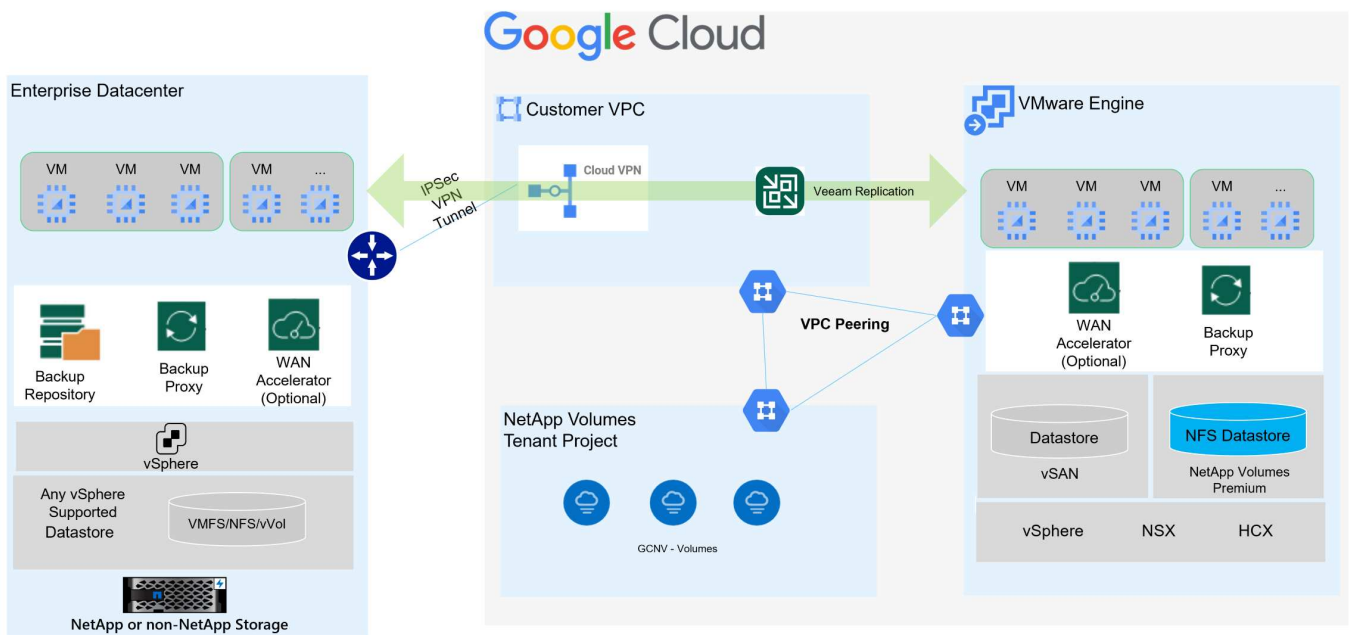 Google Cloud
Enterprise Datacenter
VM
VM
VM
VM
...
IPSec
VPN
Tunnel
Backup
Repository
Backup
Proxy
WAN
Accelerator
(Optional)
vSphere
Any vSphere
Supported
Datastore
VMFS/NFS/vVol
NetApp or non-NetApp Storage
Customer VPC
Cloud VPN
Veeam Replication
VPC Peering
NetApp Volumes
Tenant Project
GCNV - Volumes
VMware Engine
VM
VM
VM
VM
...
WAN
Accelerator
(Optional)
Backup
Proxy
Datastore
vSAN
NFS Datastore
NetApp Volumes
Premium
vSphere
NSX
HCX